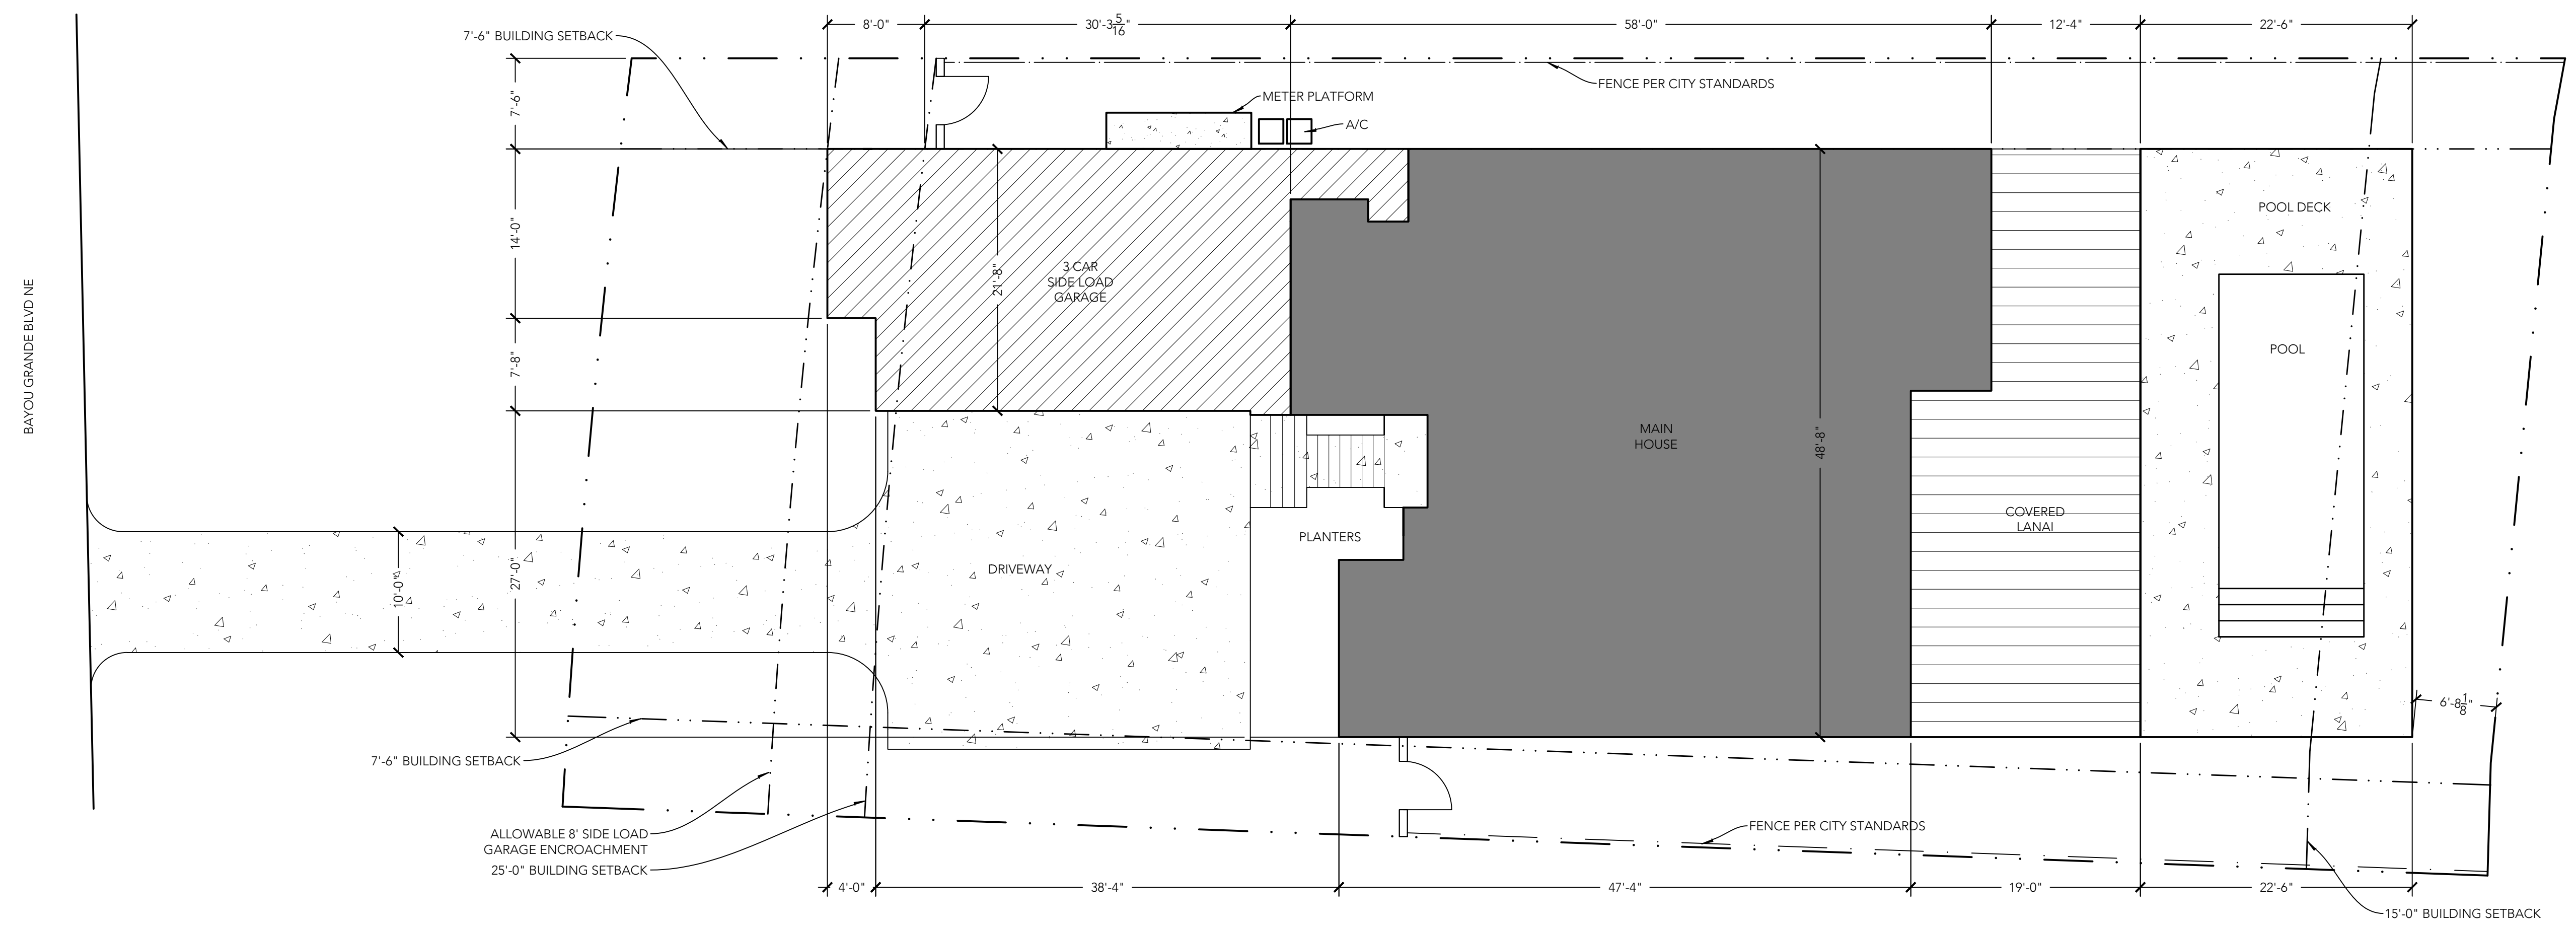 8'-0"
30'-3 5/16"
58'-0"
12'-4"
22'-6"
7'-6" BUILDING SETBACK
FENCE PER CITY STANDARDS
7'-6"
METER PLATFORM
A/C
14'-0"
POOL DECK
3 CAR
SIDE LOAD
GARAGE
21'-8"
BAYOU GRANDE BLVD NE
7'-8"
POOL
MAIN
HOUSE
48'-8"
COVERED
LANAI
PLANTERS
DRIVEWAY
10'-0"
27'-0"
6'-8 1/8"
7'-6" BUILDING SETBACK
ALLOWABLE 8' SIDE LOAD
GARAGE ENCROACHMENT
25'-0" BUILDING SETBACK
FENCE PER CITY STANDARDS
4'-0"
38'-4"
47'-4"
19'-0"
22'-6"
15'-0" BUILDING SETBACK